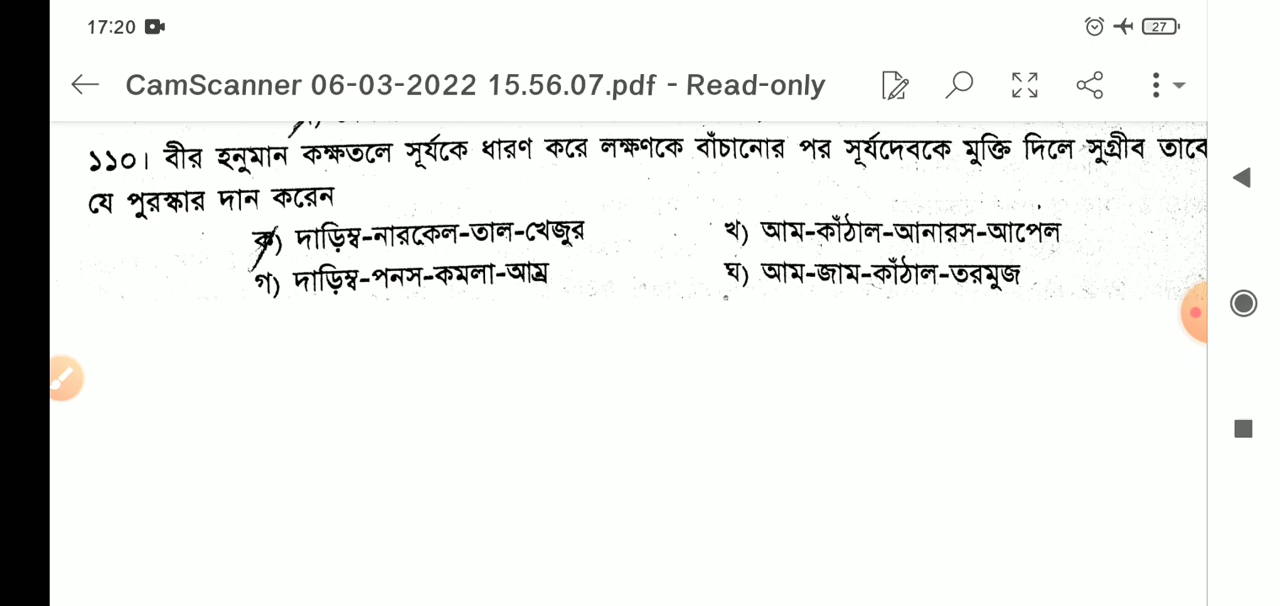 17:20
27
CamScanner 06-03-2022 15.56.07.pdf - Read-only
১১০। বীর হনুমান কক্ষতলে সূর্যকে ধারণ করে লক্ষণকে বাঁচানোর পর সূর্যদেবকে মুক্তি দিলে সুগ্রীব তাবে
যে পুরস্কার দান করেন
ক) দাড়িম্ব-নারকেল-তাল-খেজুর খ) আম-কাঁঠাল-আনারস-আপেল
গ) দাড়িম্ব-পনস-কমলা-আম্র ঘ) আম-জাম-কাঁঠাল-তরমুজ